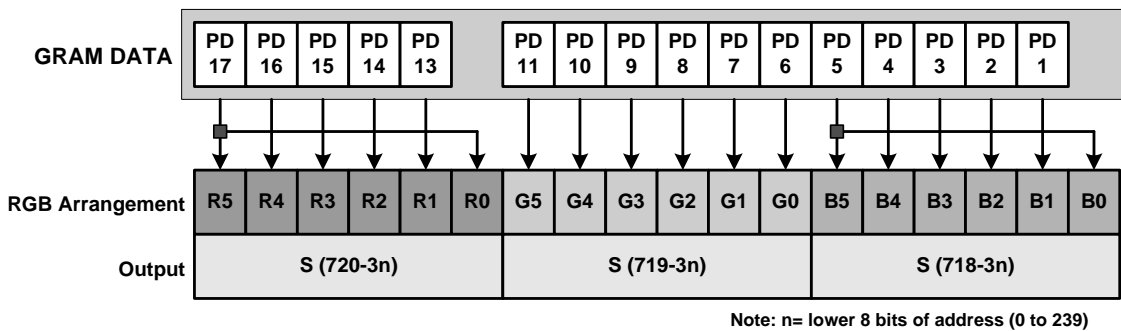 GRAM DATA
PD 17 PD 16 PD 15 PD 14 PD 13 PD 11 PD 10 PD 9 PD 8 PD 7 PD 6 PD 5 PD 4 PD 3 PD 2 PD 1
RGB Arrangement R5 R4 R3 R2 R1 R0 G5 G4 G3 G2 G1 G0 B5 B4 B3 B2 B1 B0
Output S (720-3n) S (719-3n) S (718-3n)
Note: n= lower 8 bits of address (0 to 239)